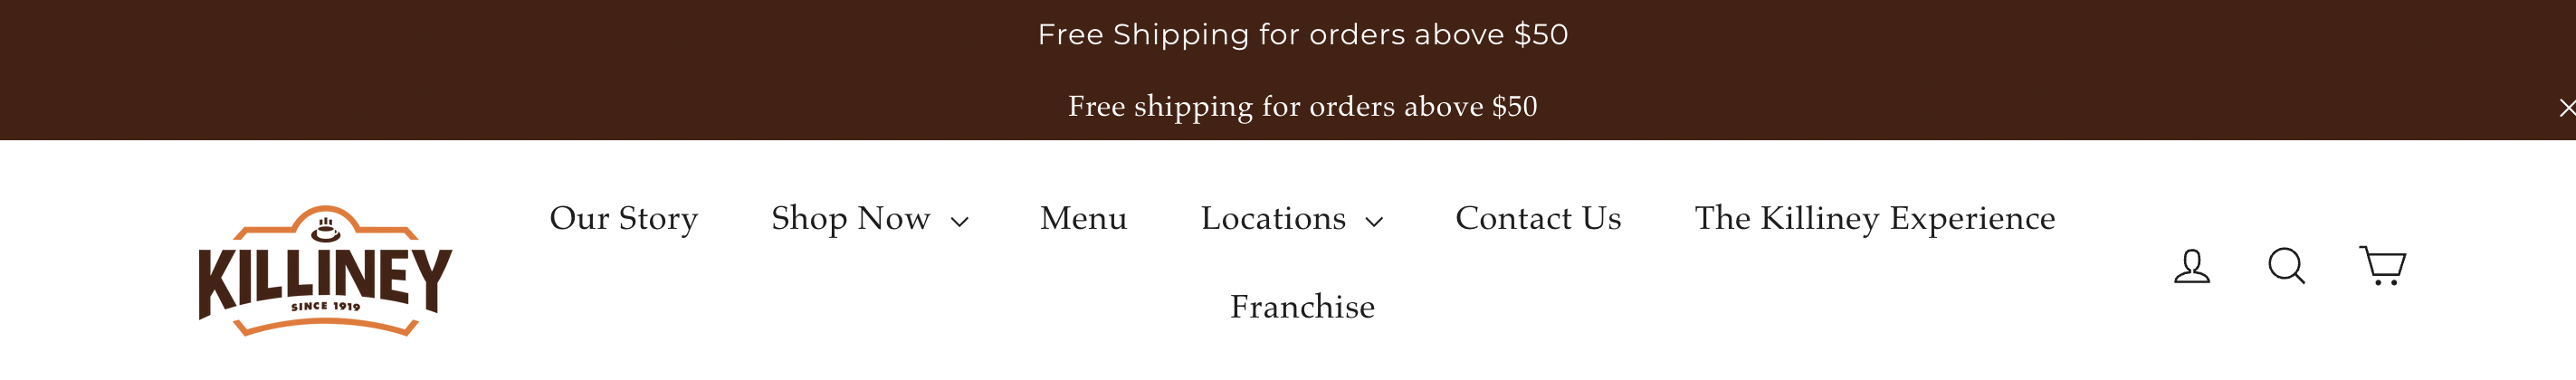 Free Shipping for orders above $50
Free shipping for orders above $50
KILLINEY
SINCE 1919
Our Story Shop Now Menu Locations Contact Us The Killiney Experience
Franchise